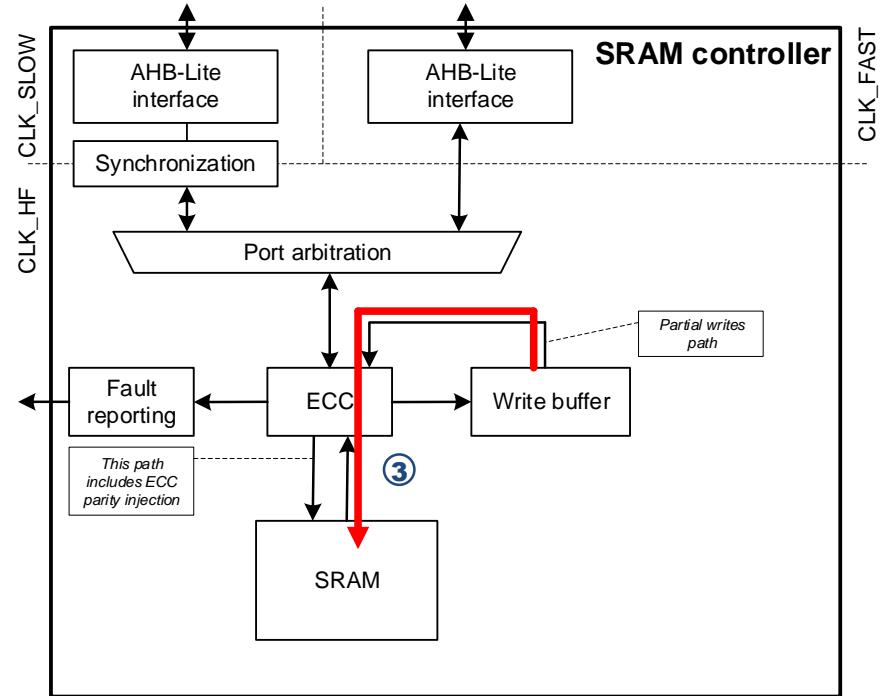 SRAM controller
CLK_SLOW
CLK_FAST
AHB-Lite
interface
AHB-Lite
interface
Synchronization
CLK_HF
Port arbitration
Partial writes
path
Fault
reporting
ECC
Write buffer
This path
includes ECC
parity injection
3
SRAM